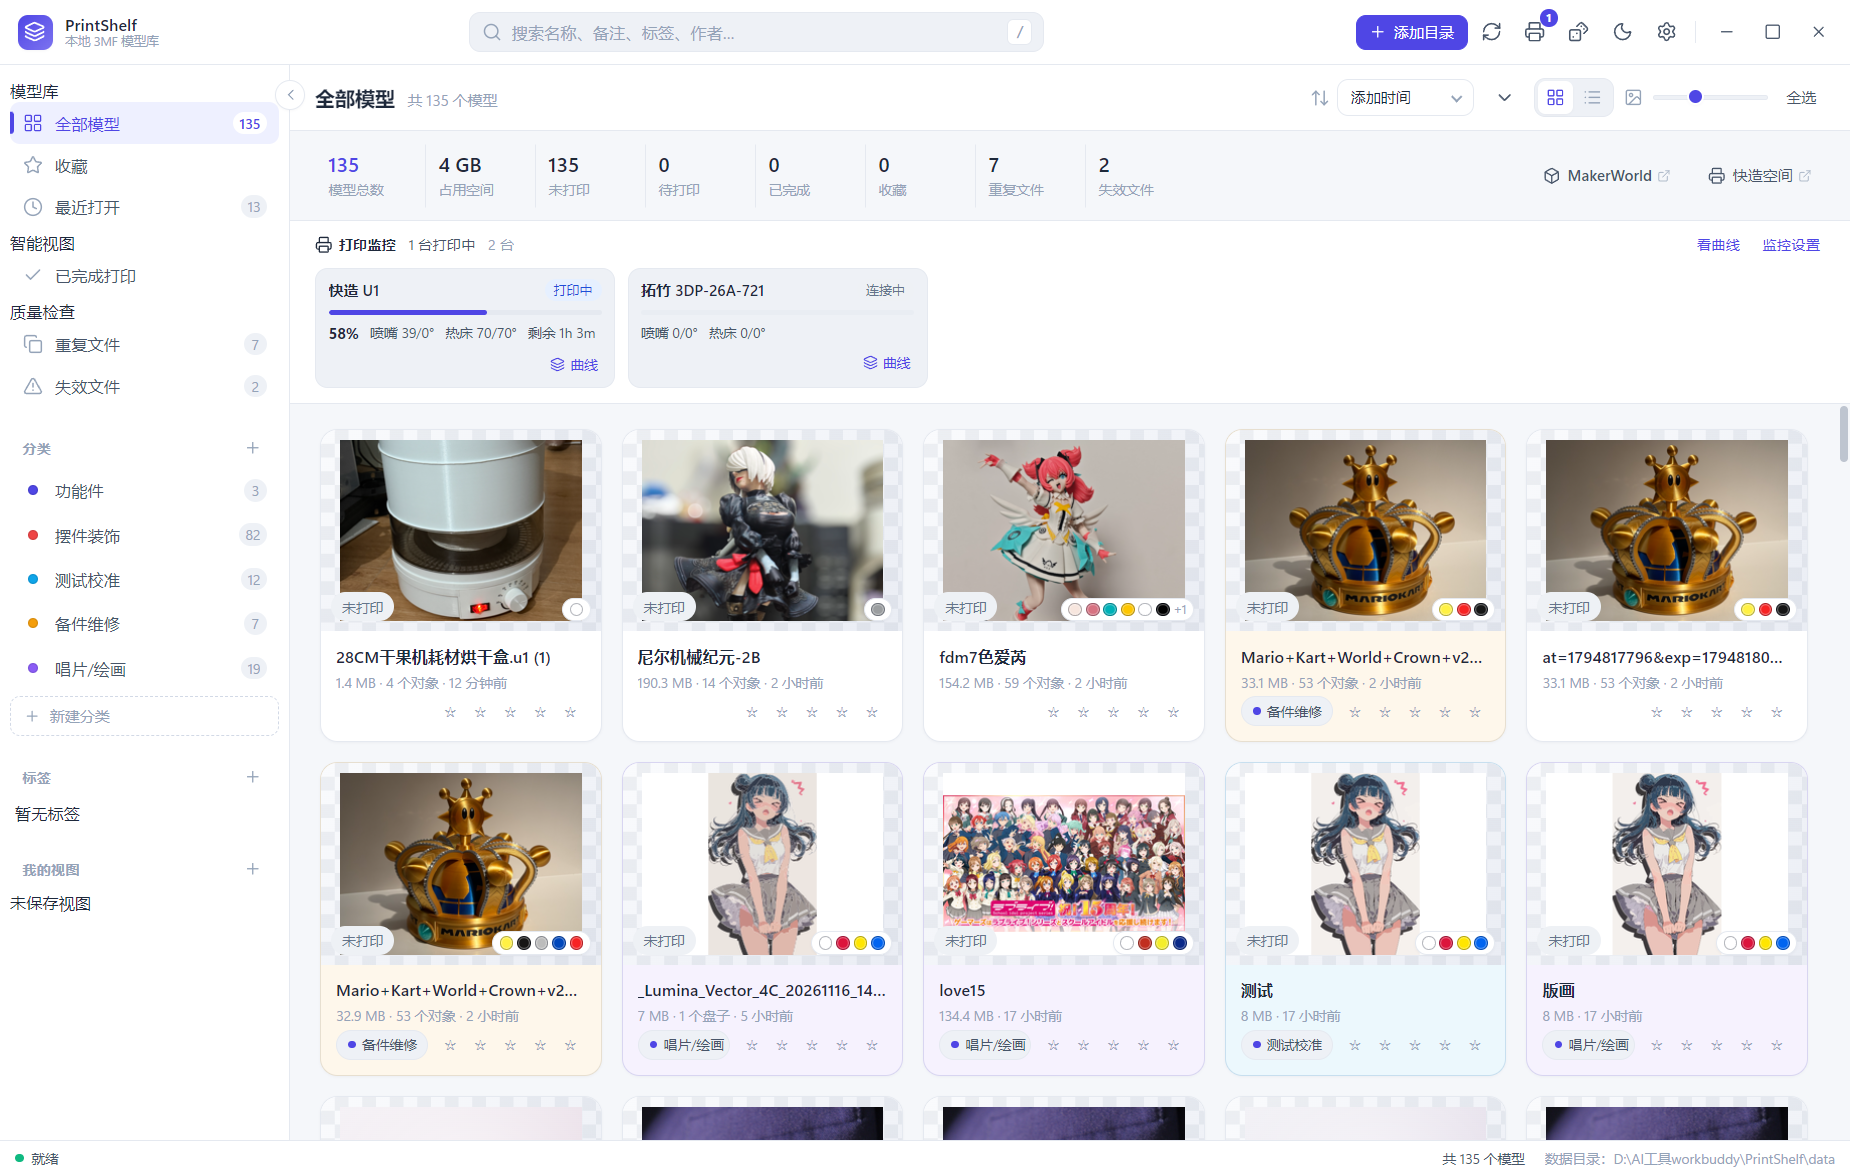 PrintShelf
本地 3MF 模型库
搜索名称、备注、标签、作者...
/
添加目录
1
模型库
全部模型
135
收藏
最近打开
13
智能视图
已完成打印
质量检查
重复文件
7
失效文件
2
分类
功能件
3
摆件装饰
82
测试校准
12
备件维修
7
唱片/绘画
19
新建分类
标签
暂无标签
我的视图
未保存视图
全部模型 共 135 个模型
添加时间
全选
135
模型总数
4 GB
占用空间
135
未打印
0
待打印
0
已完成
0
收藏
7
重复文件
2
失效文件
MakerWorld
快造空间
打印监控 1 台打印中 2 台
看曲线
监控设置
快造 U1
打印中
58% 喷嘴 39/0° 热床 70/70° 剩余 1h 3m
曲线
拓竹 3DP-26A-721
连接中
喷嘴 0/0° 热床 0/0°
曲线
未打印
28CM干果机耗材烘干盒.u1 (1)
1.4 MB · 4 个对象 · 12 分钟前
未打印
尼尔机械纪元-2B
190.3 MB · 14 个对象 · 2 小时前
未打印
+1
fdm7色爱芮
154.2 MB · 59 个对象 · 2 小时前
MARIOKART
未打印
Mario+Kart+World+Crown+v2...
33.1 MB · 53 个对象 · 2 小时前
备件维修
MARIOKART
未打印
at=1794817796&exp=17948180...
33.1 MB · 53 个对象 · 2 小时前
MARIOKART
未打印
Mario+Kart+World+Crown+v2...
32.9 MB · 53 个对象 · 2 小时前
备件维修
未打印
_Lumina_Vector_4C_20261116_14...
7 MB · 1 个盘子 · 5 小时前
唱片/绘画
未打印
love15
134.4 MB · 17 小时前
唱片/绘画
未打印
测试
8 MB · 17 小时前
测试校准
未打印
版画
8 MB · 17 小时前
唱片/绘画
就绪
共 135 个模型
数据目录：D:\AI工具workbuddy\PrintShelf\data